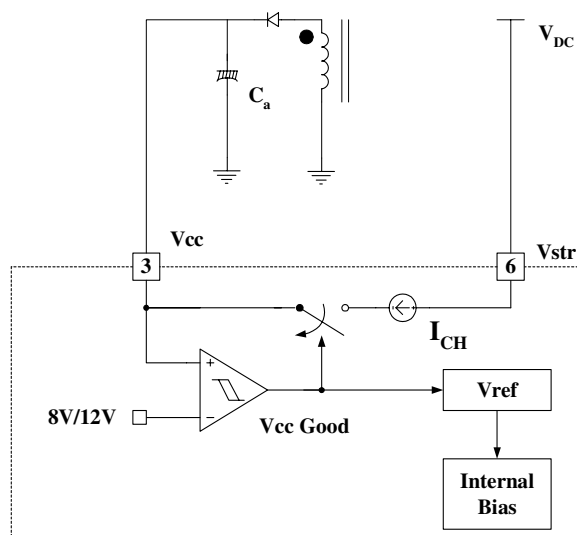 V_DC
C_a
Vcc
Vstr
3
6
I_CH
+
8V/12V
−
Vcc Good
Vref
Internal
Bias